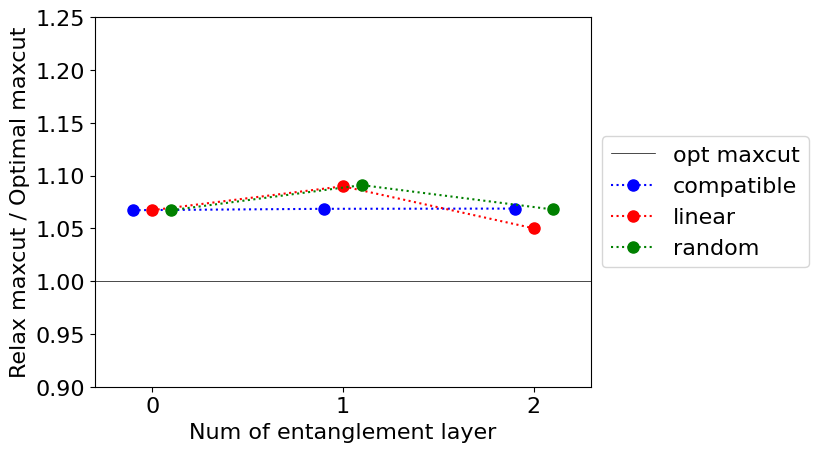 Relax maxcut / Optimal maxcut
1.25
1.20
1.15
1.10
1.05
1.00
0.95
0.90
0
1
2
Num of entanglement layer
opt maxcut
compatible
linear
random